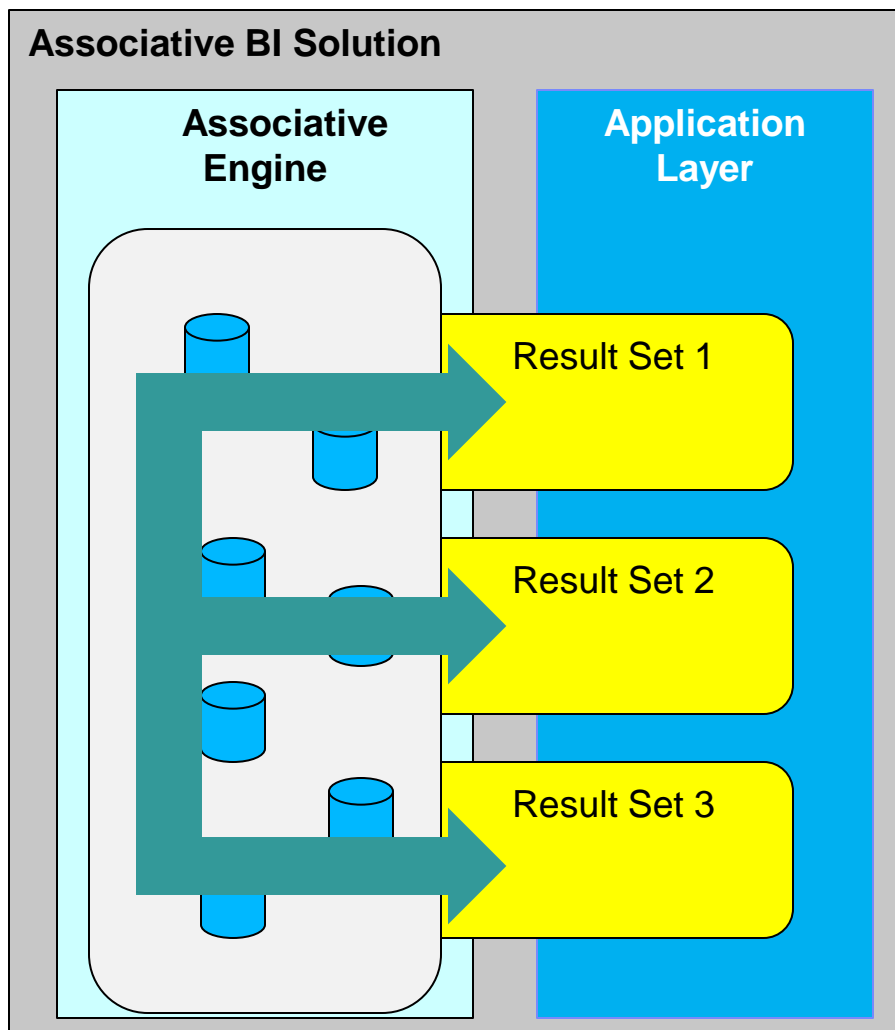 Associative BI Solution
Associative
Engine
Application
Layer
Result Set 1
Result Set 2
Result Set 3